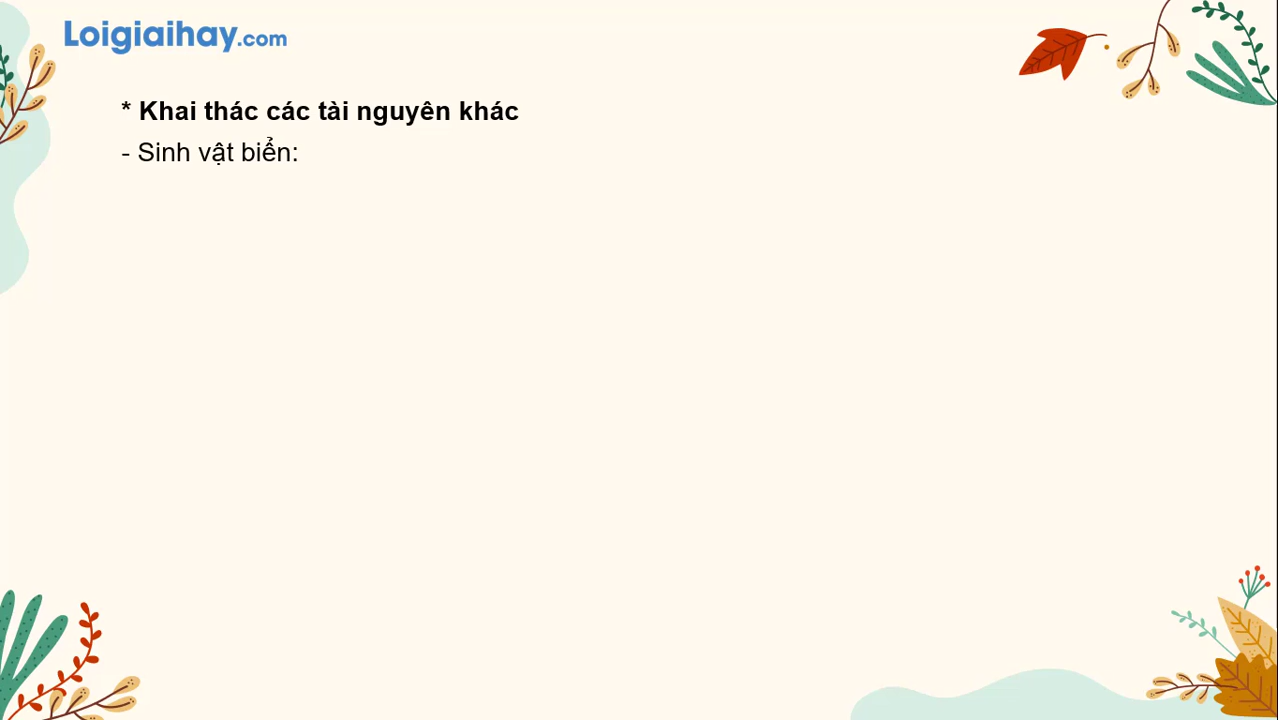 Loigiaihay.com
* Khai thác các tài nguyên khác
- Sinh vật biển: